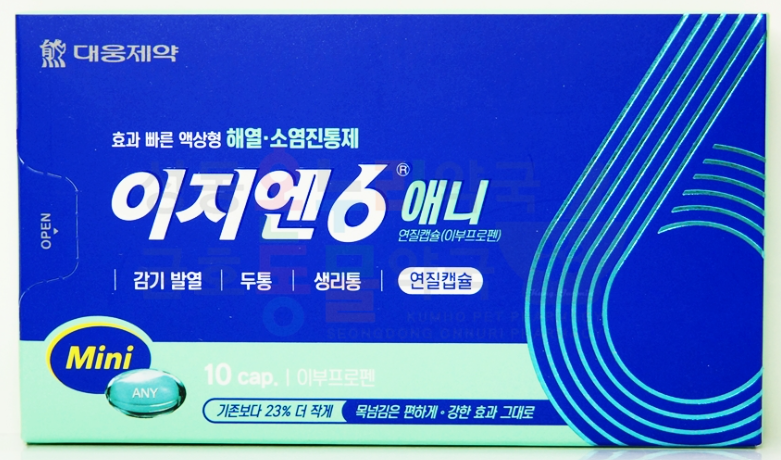 대웅제약
효과 빠른 액상형 해열·소염진통제
이지엔6® 애니
연질캡슐(이부프로펜)
OPEN
감기 발열 | 두통 | 생리통 | 연질캡슐
Mini
ANY
10 cap. | 이부프로펜
기존보다 23% 더 작게 목넘김은 편하게·강한 효과 그대로